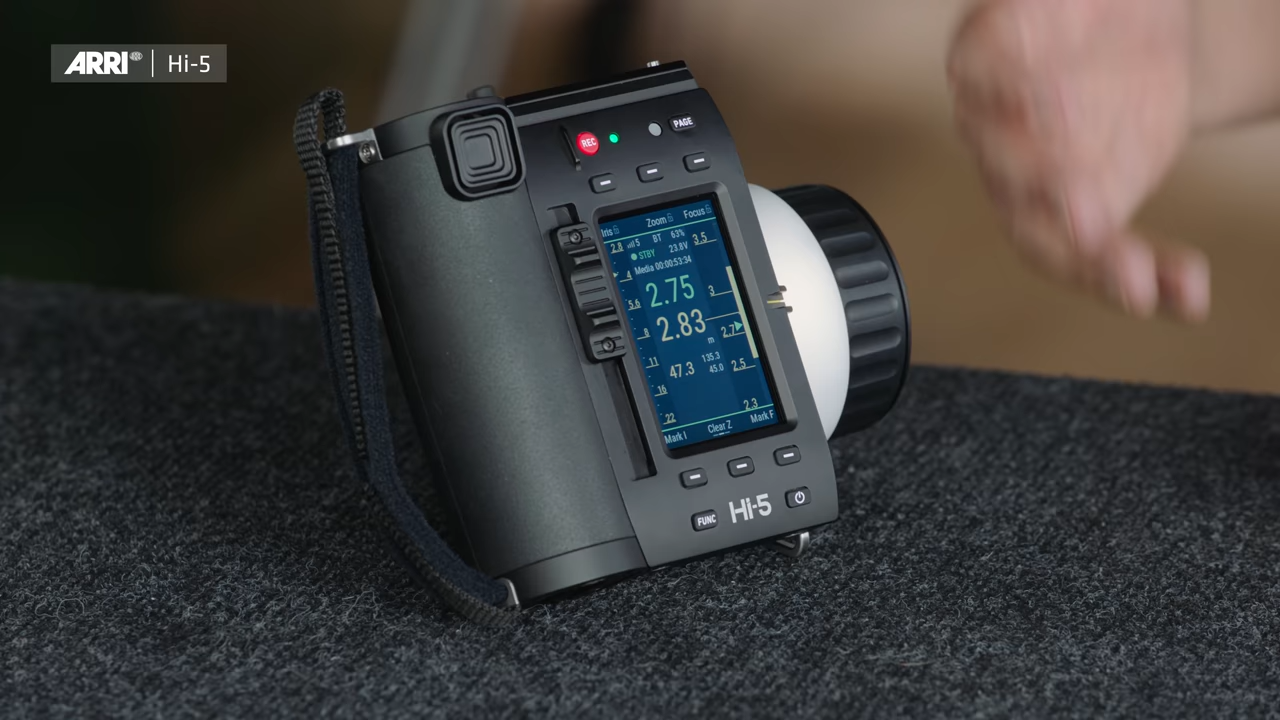 ARRI | Hi-5
REC
PAGE
Iris Zoom Focus
2.8 5 BT 63% 3.5
STBY 23.8V
Media 00:00:53:34
4
2.75 3
5.6
2.83 2.7
8
m
11 47.3 135.3 2.5
45.0
16
22 2.3
Mark I Clear Z Mark F
FUNC Hi-5